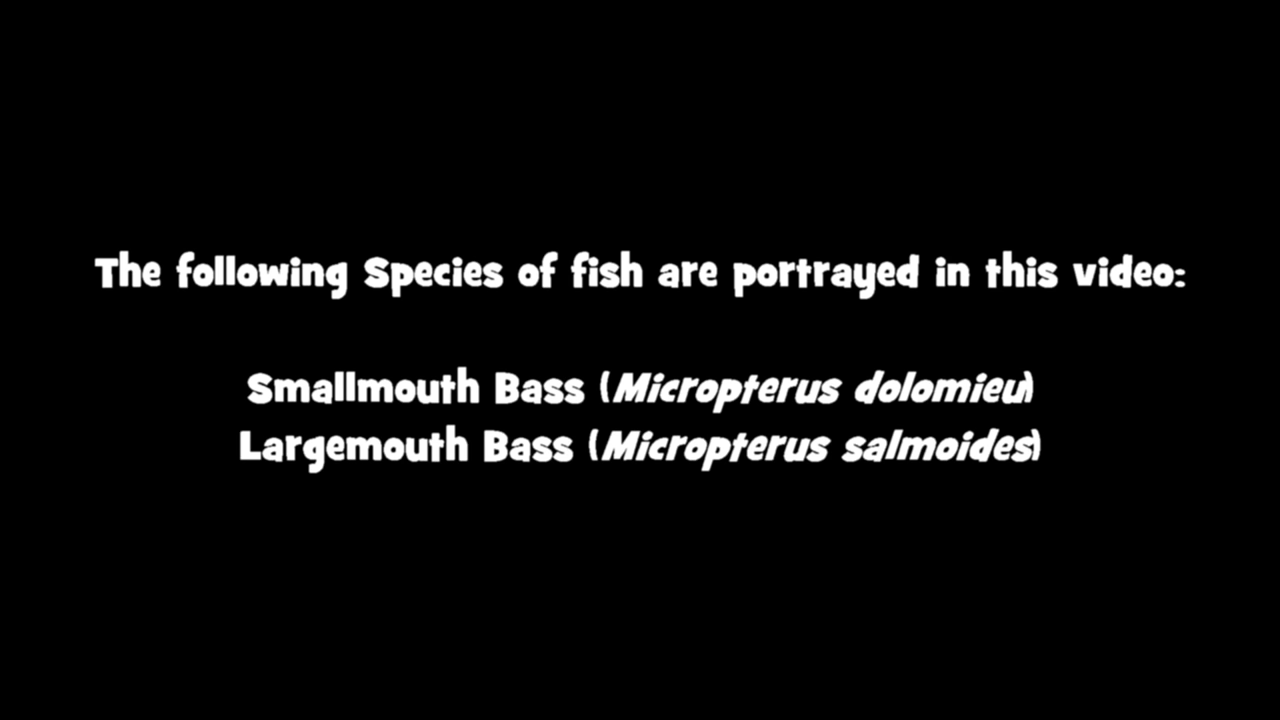 The following Species of fish are portrayed in this video:
Smallmouth Bass (Micropterus dolomieu)
Largemouth Bass (Micropterus salmoides)